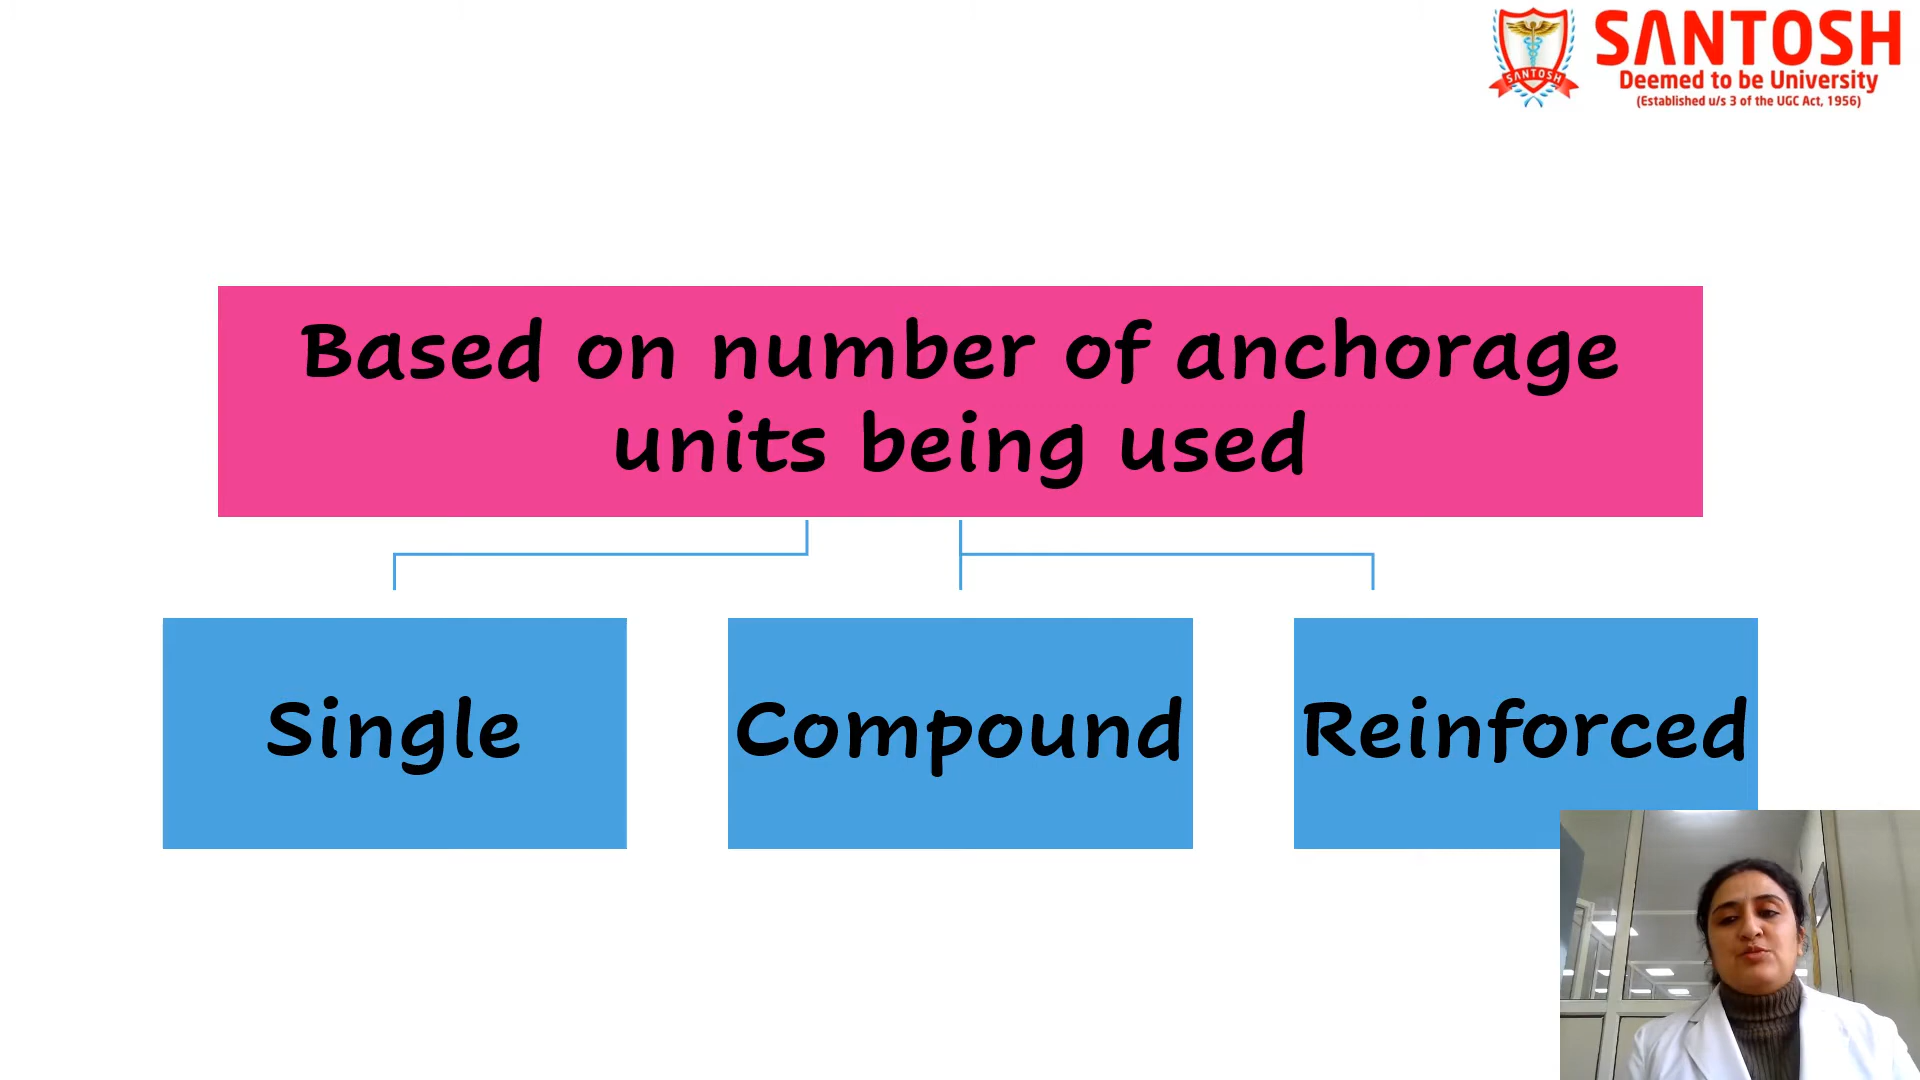 SANTOSH
Deemed to be University
(Established u/s 3 of the UGC Act, 1956)
SANTOSH
Based on number of anchorage
units being used
Single
Compound
Reinforced